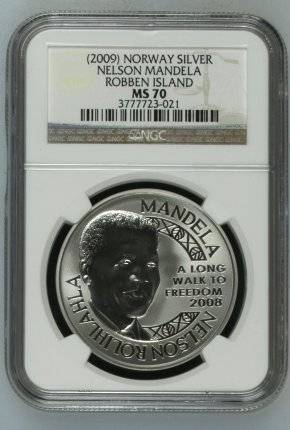 (2009) NORWAY SILVER
NELSON MANDELA
ROBBEN ISLAND
MS 70
3777723-021
NGC
MANDELA
A LONG
WALK TO
FREEDOM
2008
NELSON ROLIHLAHLA